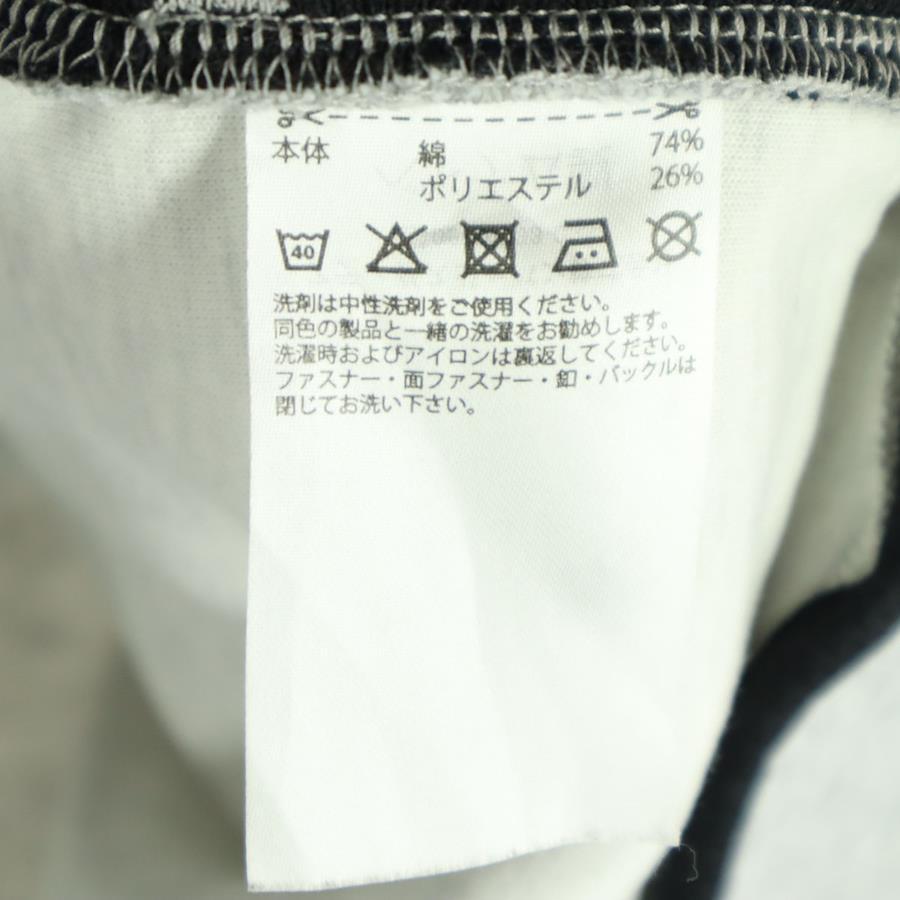 本体 綿 74%
ポリエステル 26%
40
洗剤は中性洗剤をご使用ください。
同色の製品と一緒の洗濯をお勧めします。
洗濯時およびアイロンは裏返してください。
ファスナー・面ファスナー・釦・バックルは
閉じてお洗い下さい。